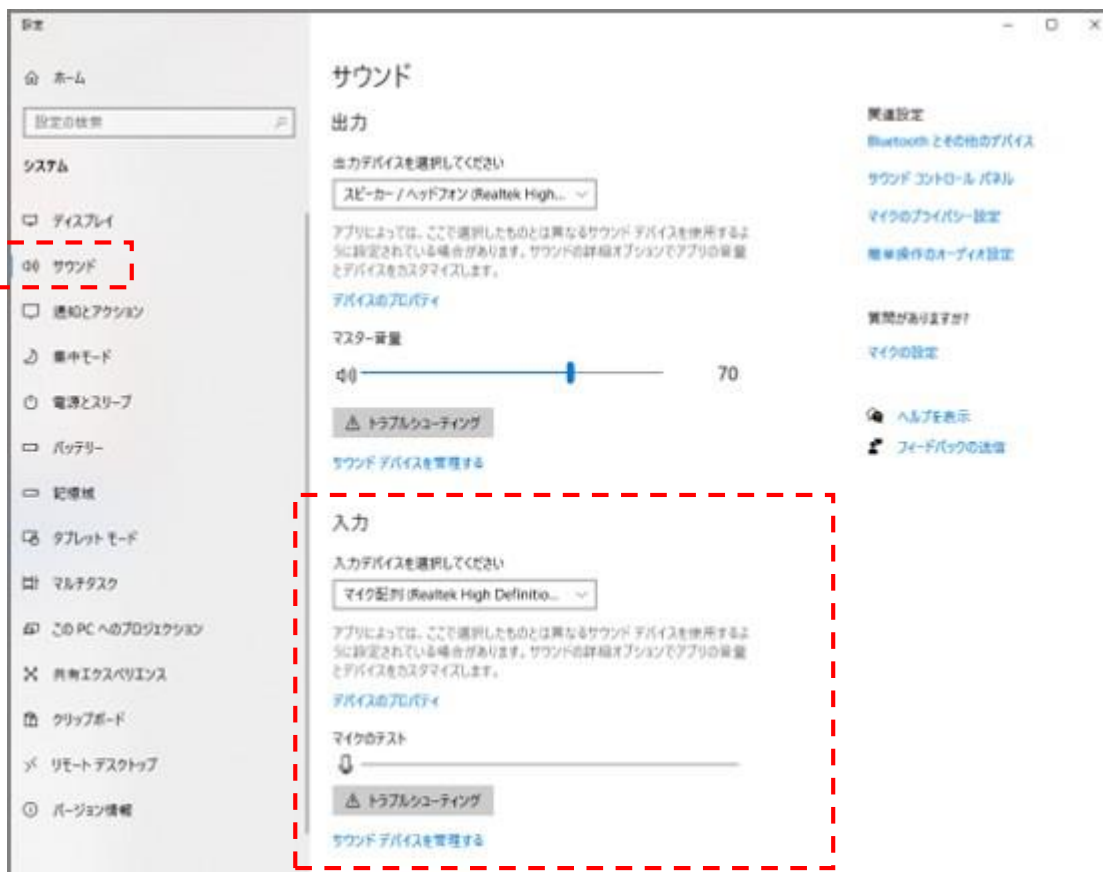 設定
ホーム
設定の検索
システム
ディスプレイ
サウンド
通知とアクション
集中モード
電源とスリープ
バッテリー
記憶域
タブレット モード
マルチタスク
この PC へのプロジェクション
共有エクスペリエンス
クリップボード
リモート デスクトップ
バージョン情報
サウンド
出力
出力デバイスを選択してください
スピーカー / ヘッドフォン (Realtek High...
アプリによっては、ここで選択したものとは異なるサウンド デバイスを使用するよ
うに設定されている場合があります。サウンドの詳細オプションでアプリの音量
とデバイスをカスタマイズします。
デバイスのプロパティ
マスター音量
70
トラブルシューティング
サウンド デバイスを管理する
入力
入力デバイスを選択してください
マイク配列 (Realtek High Definitio...
アプリによっては、ここで選択したものとは異なるサウンド デバイスを使用するよ
うに設定されている場合があります。サウンドの詳細オプションでアプリの音量
とデバイスをカスタマイズします。
デバイスのプロパティ
マイクのテスト
トラブルシューティング
サウンド デバイスを管理する
関連設定
Bluetooth とその他のデバイス
サウンド コントロール パネル
マイクのプライバシー設定
簡単操作のオーディオ設定
質問がありますか?
マイクの設定
ヘルプを表示
フィードバックの送信